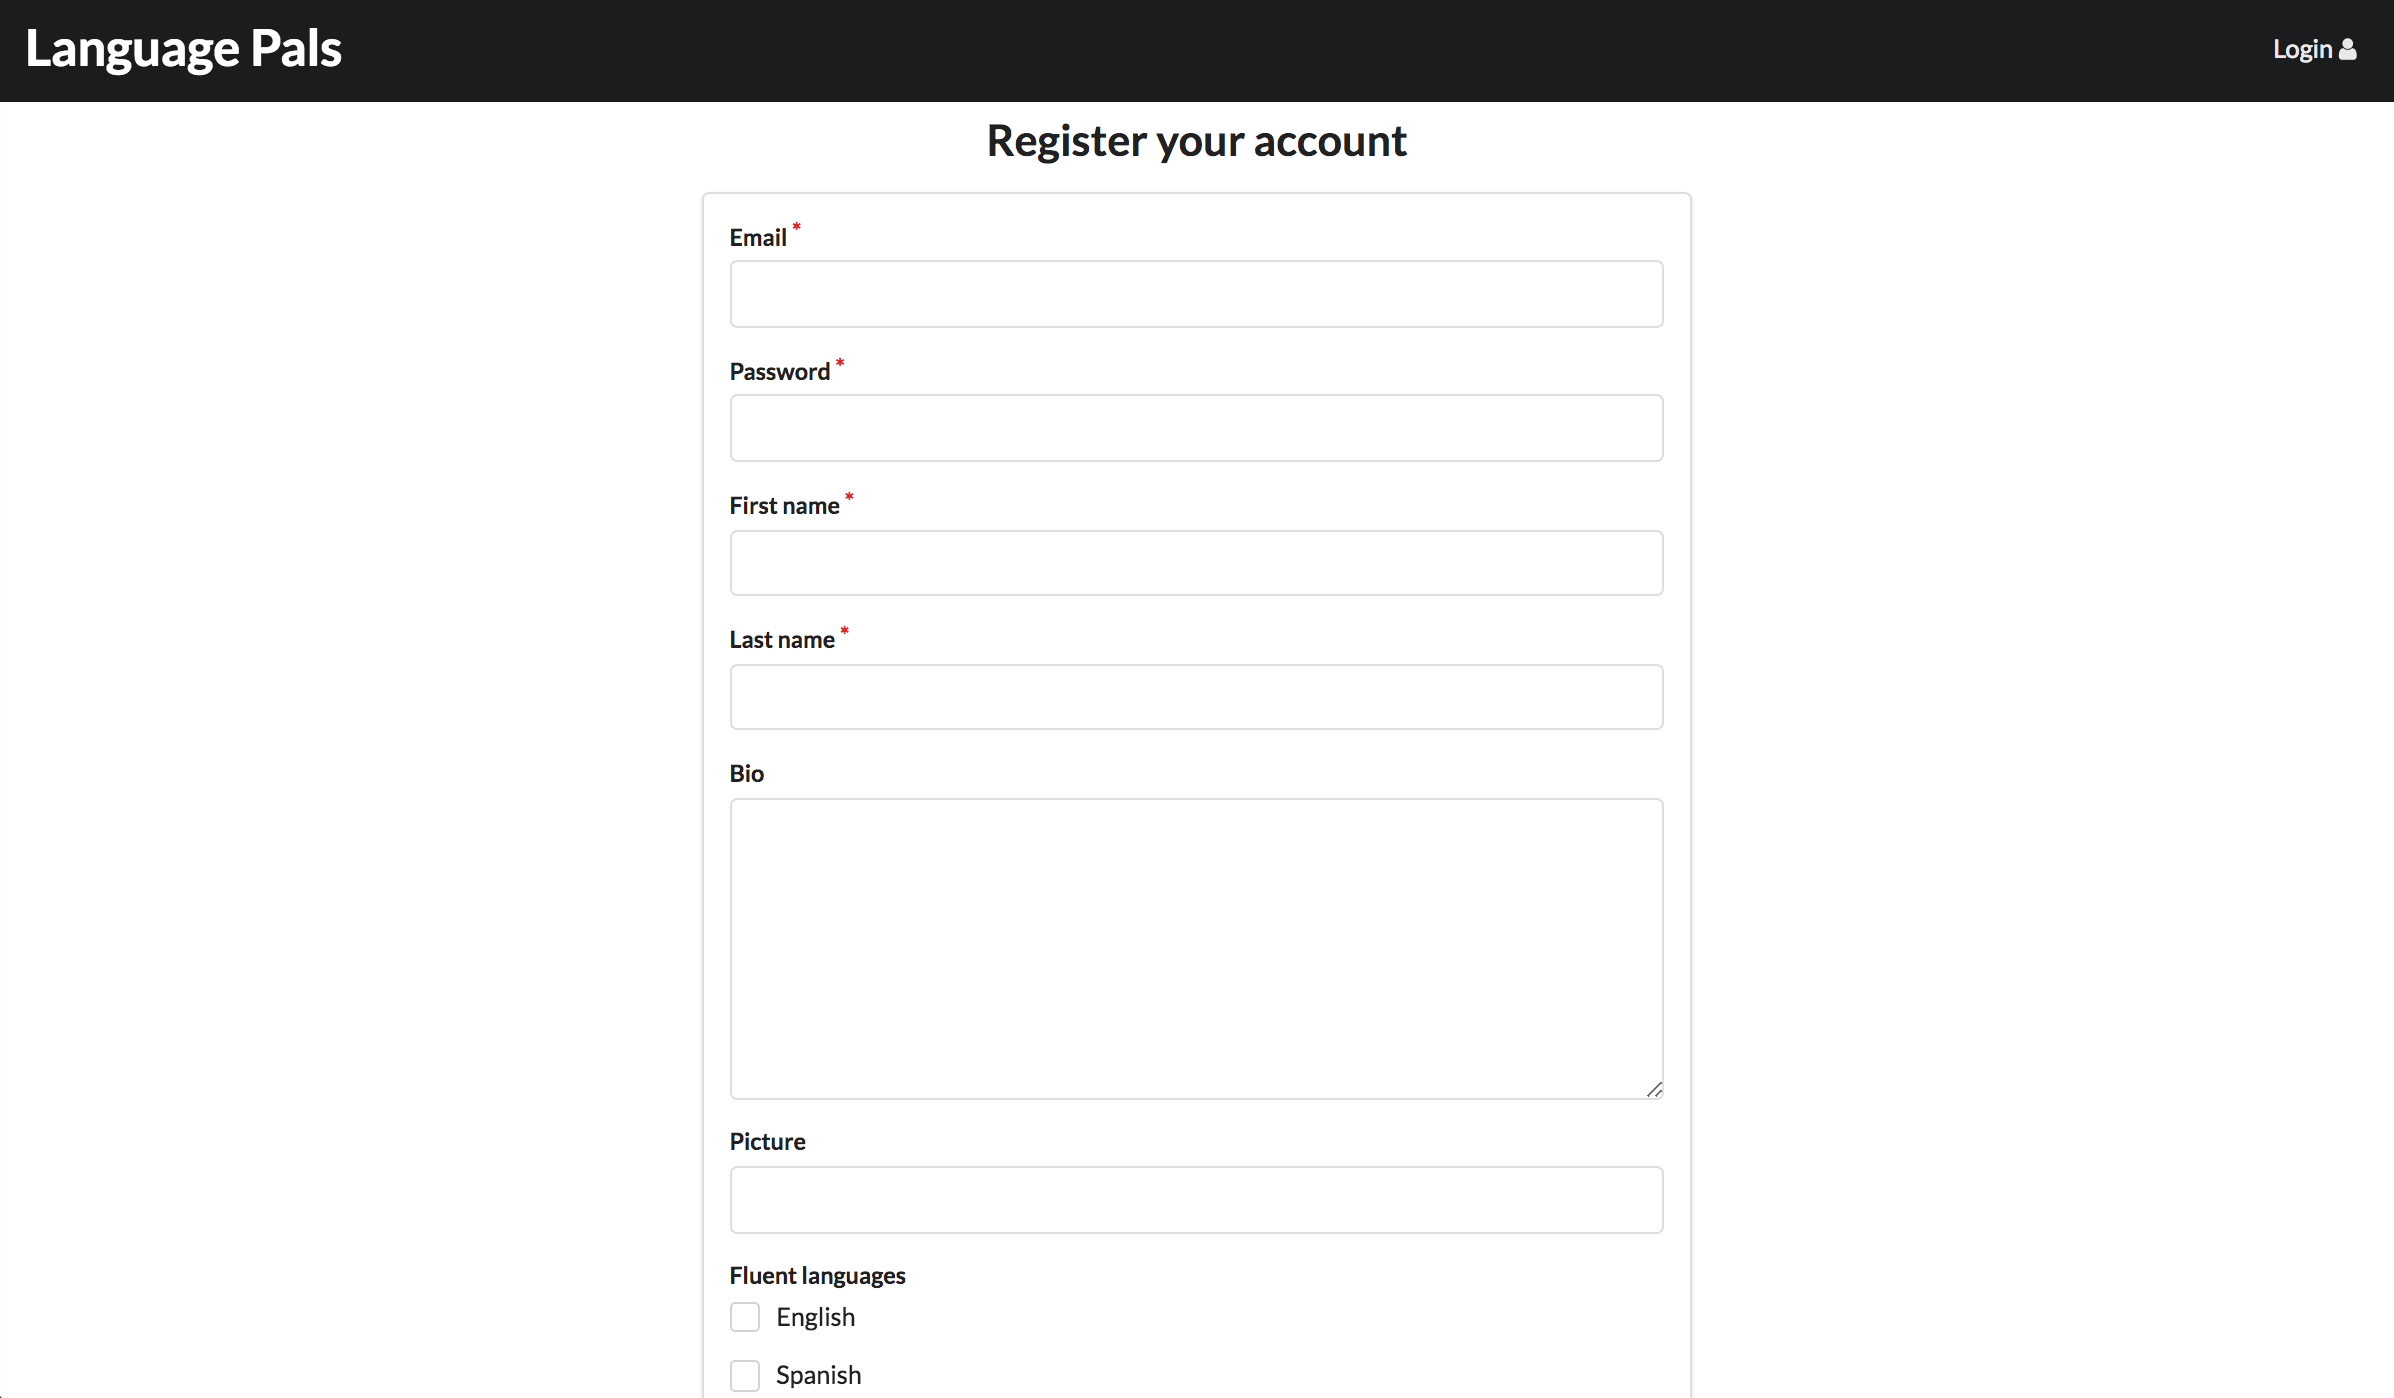 Language Pals
Login
Register your account
Email *
Password *
First name *
Last name *
Bio
Picture
Fluent languages
English
Spanish